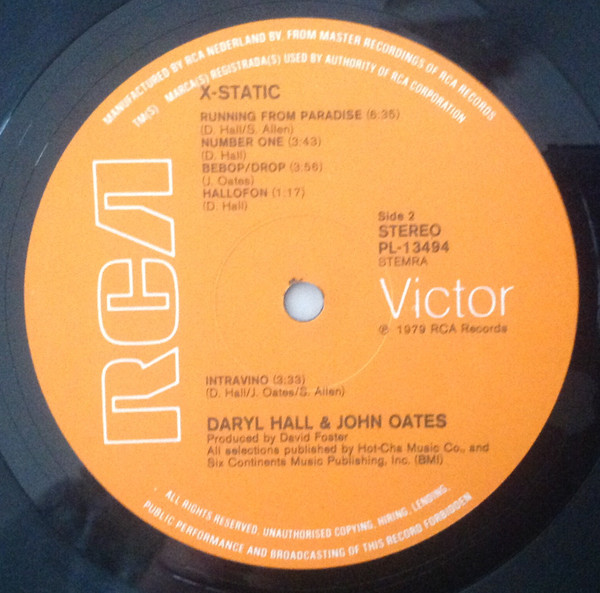 MANUFACTURED BY RCA NEDERLAND BV. FROM MASTER RECORDINGS OF RCA RECORDS
TM(S) MARCA(S) REGISTRADA(S) USED BY AUTHORITY OF RCA CORPORATION
X-STATIC
RUNNING FROM PARADISE (6:35)
(D. Hall/S. Allen)
NUMBER ONE (3:43)
(D. Hall)
BEBOP/DROP (3:56)
(J. Oates)
HALLOFON (1:17)
(D. Hall)
Side 2
STEREO
PL-13494
STEMRA
RCA
Victor
℗ 1979 RCA Records
INTRAVINO (3:33)
(D. Hall/J. Oates/S. Allen)
DARYL HALL & JOHN OATES
Produced by David Foster
All selections published by Hot-Cha Music Co., and
Six Continents Music Publishing, Inc. (BMI)
ALL RIGHTS RESERVED. UNAUTHORISED COPYING, HIRING, LENDING,
PUBLIC PERFORMANCE AND BROADCASTING OF THIS RECORD FORBIDDEN